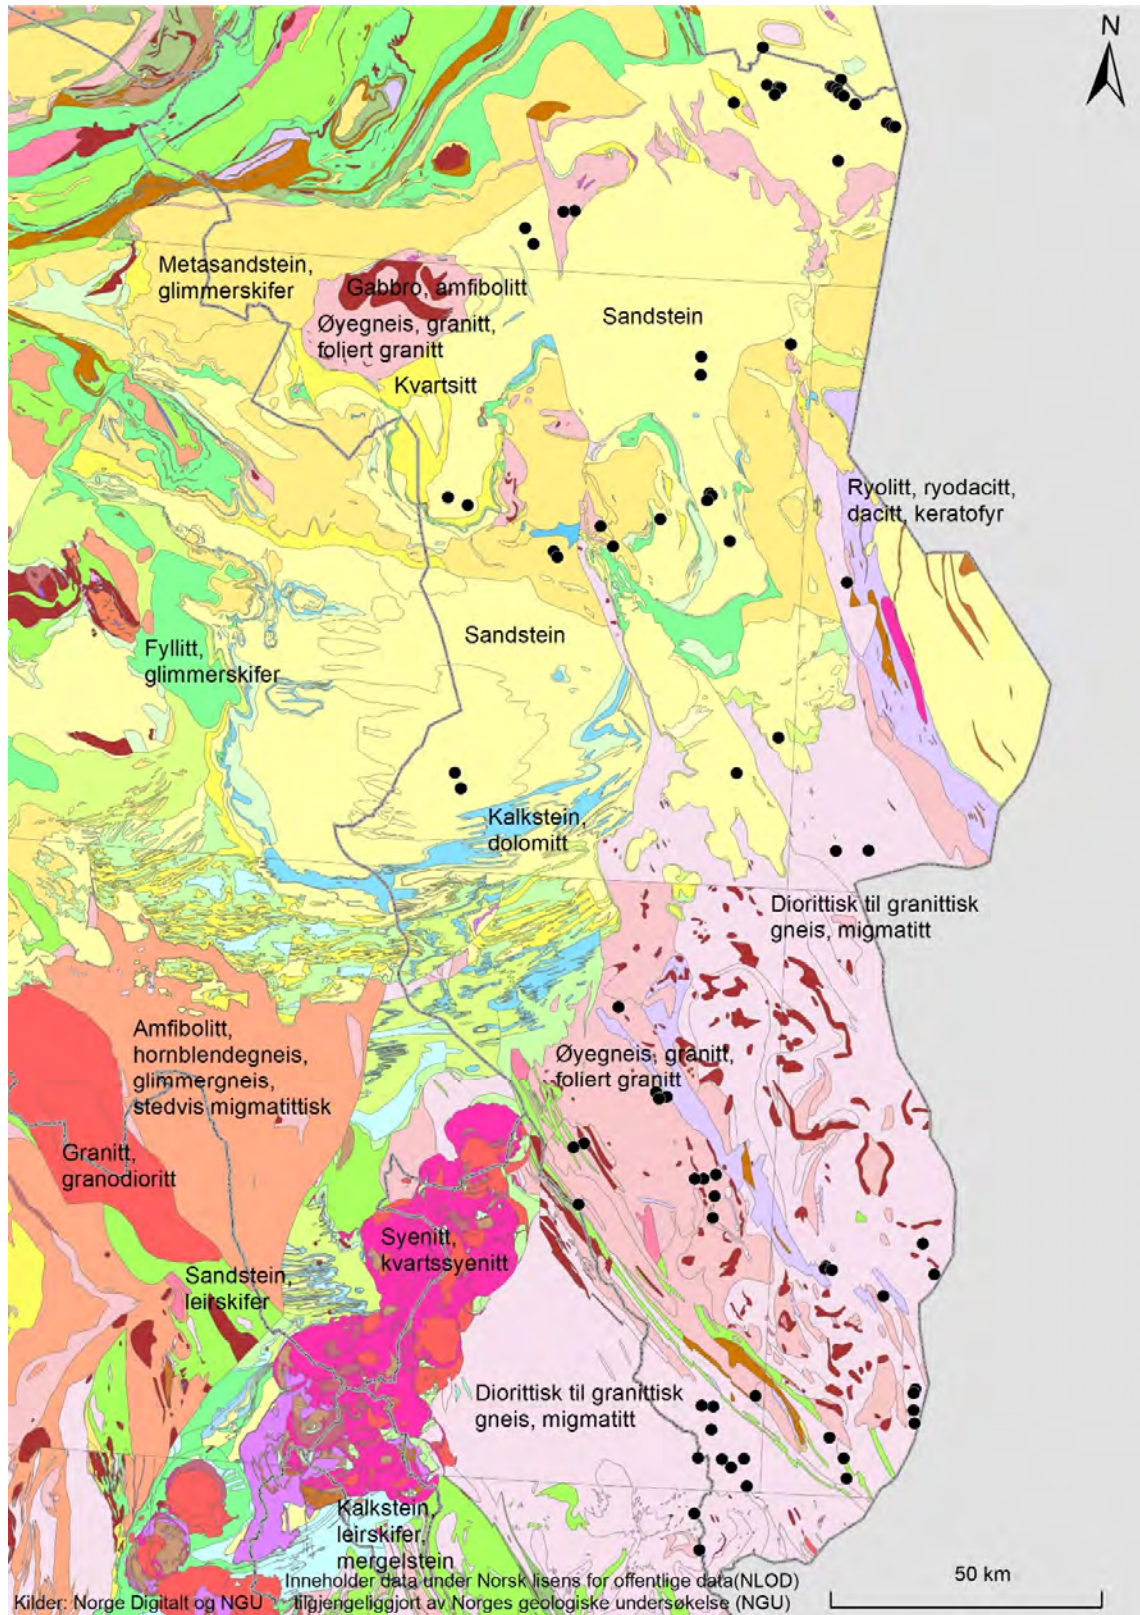 N
Metasandstein,
glimmerskifer
Gabbro, amfibolitt
Øyegneis, granitt,
foliert granitt
Sandstein
Kvartsitt
Ryolitt, ryodacitt,
dacitt, keratofyr
Sandstein
Fyllitt,
glimmerskifer
Kalkstein,
dolomitt
Diorittisk til granittisk
gneis, migmatitt
Amfibolitt,
hornblendegneis,
glimmergneis,
stedvis migmatittisk
Øyegneis, granitt,
foliert granitt
Granitt,
granodioritt
Syenitt,
kvartssyenitt
Sandstein,
leirskifer
Diorittisk til granittisk
gneis, migmatitt
Kalkstein,
leirskifer,
mergelstein
50 km
Inneholder data under Norsk lisens for offentlige data(NLOD)
Kilder: Norge Digitalt og NGU tilgjengeliggjort av Norges geologiske undersøkelse (NGU)